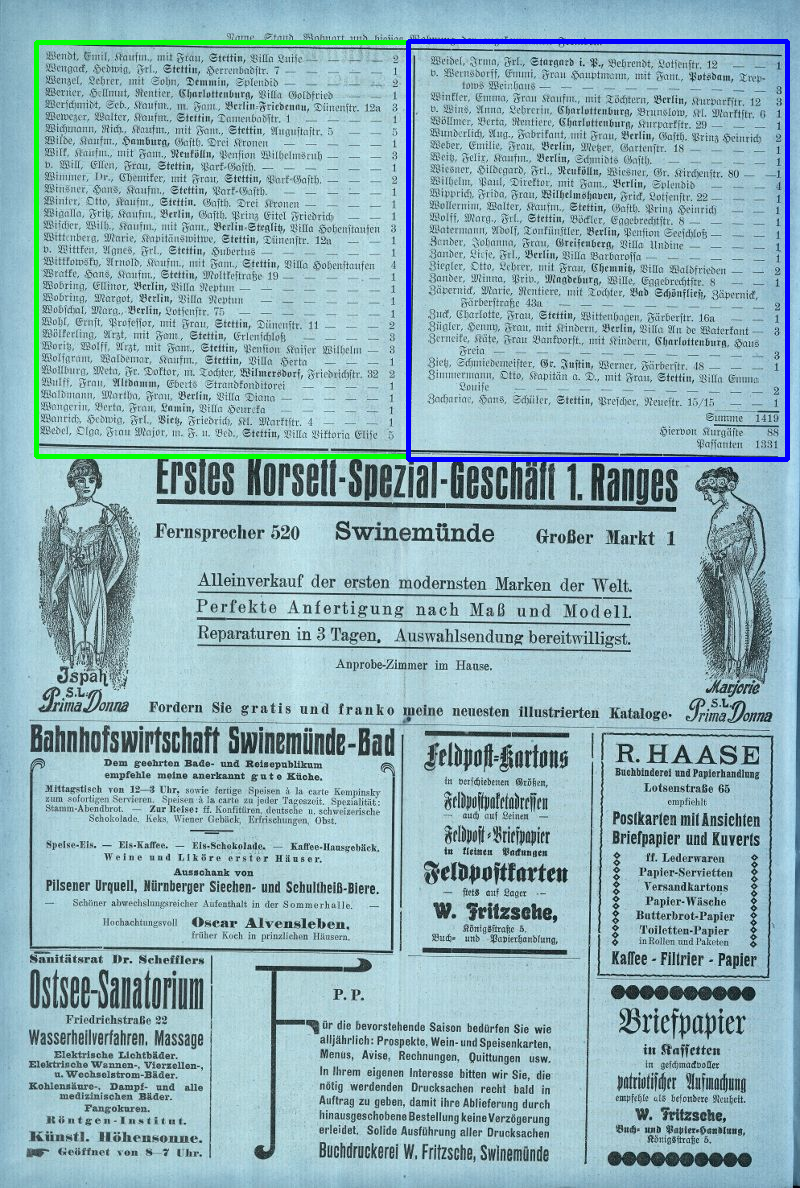 Name, Stand, Wohnort und hiesige Wohnung der
Wendt, Emil, Kaufm., mit Frau, Stettin, Villa Luise 2
Wengack, Hedwig, Frl., Stettin, Herrenbadstr. 7 — 1
Wenzel, Lehrer, mit Sohn, Demmin, Splendid — 2
Werner, Hellmut, Rentier, Charlottenburg, Villa Goldfried 1
Werschmidt, Seb., Kaufm., m. Fam., Berlin-Friedenau, Dünenstr. 12a 3
Wewezer, Walter, Kaufm., Stettin, Damenbadstr. 1 — 1
Wichmann, Rich., Kaufm., mit Fam., Stettin, Augustastr. 5 5
Wilde, Kaufm., Hamburg, Gasth. Drei Kronen — 1
Wilk, Kaufm., mit Fam., Neukölln, Pension Wilhelmsruh — 3
v. Will, Ellen, Frau, Stettin, Park-Gasth. — 1
Wimmer, Dr., Chemiker, mit Frau, Stettin, Park-Gasth. — 2
Winsner, Hans, Kaufm., Stettin, Park-Gasth. — 1
Winter, Otto, Kaufm., Stettin, Gasth. Drei Kronen — 1
Wigalla, Fritz, Kaufm., Berlin, Gasth. Prinz Eitel Friedrich — 1
Wischer, Wilh., Kaufm., mit Fam., Berlin-Steglitz, Villa Hohenstaufen 3
Wittenberg, Marie, Kapitänswittwe, Stettin, Dünenstr. 12a — 1
v. Wittken, Agnes, Frl., Stettin, Hubertus — 1
Wittkowsky, Arnold, Kaufm., mit Fam., Stettin, Villa Hohenstaufen 4
Wratke, Hans, Kaufm., Stettin, Moltkestraße 19 — 1
Wobring, Ellinor, Berlin, Villa Neptun — 1
Wobring, Margot, Berlin, Villa Neptun — 1
Wobschal, Marg., Berlin, Lotsenstr. 75 — 1
Wohl, Ernst, Professor, mit Frau, Stettin, Dünenstr. 11 — 2
Wölkerling, Arzt, mit Fam., Stettin, Erlenschloß — 3
Woritz, Wolff, Arzt, mit Fam., Stettin, Pension Kaiser Wilhelm — 3
Wolfgram, Waldemar, Kaufm., Stettin, Villa Herta — 1
Wollburg, Meta, Fr. Doktor, m. Tochter, Wilmersdorf, Friedrichstr. 32 2
Wulff, Frau, Altdamm, Eberts Strandkonditorei — 1
Waldmann, Martha, Frau, Berlin, Villa Diana — 1
Wangerin, Berta, Frau, Lamin, Villa — 1
Wanrich, Hedwig, Frl., Vietz, Friedrich, Kl. Marktstr. 4 — 1
Wedel, Olga, Frau Major, m. F. u. Bed., Stettin, Villa Viktoria Elise 5
Weidel, Irma, Frl., Stargard i. P., Behrendt, Lotsenstr. 12 — 1
v. Wernsdorff, Emmi, Frau Hauptmann, mit Fam., Potsdam, Trep-
tows Weinhaus — 3
Winkler, Emma, Frau Kaufm., mit Töchtern, Berlin, Kurparkstr. 12 3
v. Wins, Anna, Lehrerin, Charlottenburg, Brunslow, Kl. Marktstr. 6 1
Wöllmer, Berta, Rentiere, Charlottenburg, Kurparkstr. 29 — 1
Wunderlich, Aug., Fabrikant, mit Frau, Berlin, Gasth. Prinz Heinrich 2
Weber, Emilie, Frau, Berlin, Metzer, Gartenstr. 18 — 1
Weitz, Felix, Kaufm., Berlin, Schmidts Gasth. — 1
Wiesner, Hildegard, Frl., Neukölln, Wiesner, Gr. Kirchenstr. 80 — 1
Wilhelm, Paul, Direktor, mit Fam., Berlin, Splendid — 4
Wipprich, Frida, Frau, Wilhelmshaven, Frick, Lotsenstr. 22 — 1
Wollernim, Walter, Kaufm., Stettin, Gasth. Prinz Heinrich — 1
Wolff, Marg., Frl., Stettin, Böckler, Eggebrechtstr. 8 — 1
Watermann, Adolf, Tonkünstler, Berlin, Pension Seeschloß — 1
Zander, Johanna, Frau, Greifenberg, Villa Undine — 1
Zander, Liese, Frl., Berlin, Villa Barbarossa — 1
Ziegler, Otto, Lehrer, mit Fam., Chemnitz, Villa Waldfrieden — 2
Zander, Minna, Priv., Magdeburg, Wille, Eggebrechtstr. 8 — 1
Zäpernick, Marie, Rentiere, mit Tochter, Bad Schönfließ, Zäpernick,
Färberstraße 43a — 2
Zuck, Charlotte, Frau, Stettin, Wittenhagen, Färberstr. 16a — 1
Zügler, Henny, Frau, mit Kindern, Berlin, Villa An de Waterkant — 3
Zerneike, Käte, Frau Bankvorst., mit Kindern, Charlottenburg, Haus
Freia — 3
Zietz, Schmiedemeister, Gr. Justin, Werner, Färberstr. 48 — 1
Zimmermann, Otto, Kapitän a. D., mit Frau, Stettin, Villa Emma
Louise — 2
Zachariae, Hans, Schüler, Stettin, Prescher, Neuestr. 15/15 — 1
Summe 1419
Hiervon Kurgäste 88
Passanten 1331
Erstes Korsett-Spezial-Geschäft 1. Ranges
Fernsprecher 520 Swinemünde Großer Markt 1
Alleinverkauf der ersten modernsten Marken der Welt.
Perfekte Anfertigung nach Maß und Modell.
Reparaturen in 3 Tagen. Auswahlsendung bereitwilligst.
Anprobe-Zimmer im Hause.
Ispah
S.L.
Prima Donna
Marjorie
S.L.
Prima Donna
Fordern Sie gratis und franko meine neuesten illustrierten Kataloge.
Bahnhofswirtschaft Swinemünde-Bad
Dem geehrten Bade- und Reisepublikum
empfehle meine anerkannt gute Küche.
Mittagstisch von 12—3 Uhr, sowie fertige Speisen à la carte Kempinsky
zum sofortigen Servieren. Speisen à la carte zu jeder Tageszeit. Spezialität:
Stamm-Abendbrot. — Zur Reise: ff. Konfitüren, deutsche u. schweizerische
Schokolade, Keks, Wiener Gebäck, Erfrischungen, Obst.
Speise-Eis. — Eis-Kaffee. — Eis-Schokolade. — Kaffee-Hausgebäck.
Weine und Liköre erster Häuser.
Ausschank von
Pilsener Urquell, Nürnberger Siechen- und Schultheiß-Biere.
— Schöner abwechslungsreicher Aufenthalt in der Sommerhalle. —
Hochachtungsvoll Oscar Alvensleben,
früher Koch in prinzlichen Häusern.
Feldpost-Kartons
in verschiedenen Größen,
Feldpostpaketadressen
— auch auf Leinen —
Feldpost-Briefpapier
in kleinen Packungen
Feldpostkarten
— stets auf Lager —
W. Fritzsche,
Königstraße 5.
Buch- und Papierhandlung,
R. HAASE
Buchbinderei und Papierhandlung
Lotsenstraße 65
empfiehlt
Postkarten mit Ansichten
Briefpapier und Kuverts
ff. Lederwaren
Papier-Servietten
Versandkartons
Papier-Wäsche
Butterbrot-Papier
Toiletten-Papier
in Rollen und Paketen
Kaffee - Filtrier - Papier
Sanitätsrat Dr. Schefflers
Ostsee-Sanatorium
Friedrichstraße 22
Wasserheilverfahren, Massage
Elektrische Lichtbäder.
Elektrische Wannen-, Vierzellen-,
u. Wechselstrom-Bäder.
Kohlensäure-, Dampf- und alle
medizinischen Bäder.
Fangokuren.
Röntgen-Institut.
Künstl. Höhensonne.
Geöffnet von 8—7 Uhr.
P. P.
Für die bevorstehende Saison bedürfen Sie wie
alljährlich: Prospekte, Wein- und Speisenkarten,
Menus, Avise, Rechnungen, Quittungen usw.
In Ihrem eigenen Interesse bitten wir Sie, die
nötig werdenden Drucksachen recht bald in
Auftrag zu geben, damit ihre Ablieferung durch
hinausgeschobene Bestellung keine Verzögerung
erleidet. Solide Ausführung aller Drucksachen
Buchdruckerei W. Fritzsche, Swinemünde
Briefpapier
in Kassetten
in geschmackvoller
patriotischer Aufmachung
empfehle als besondere Neuheit.
W. Fritzsche,
Buch- und Papier-Handlung,
Königstraße 5.